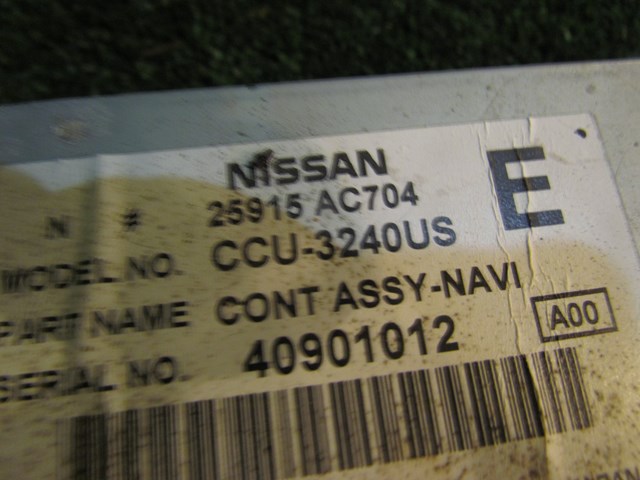 NISSAN
E
N # 25915 AC704
MODEL NO. CCU-3240US
PART NAME CONT ASSY-NAVI
A00
SERIAL NO. 40901012